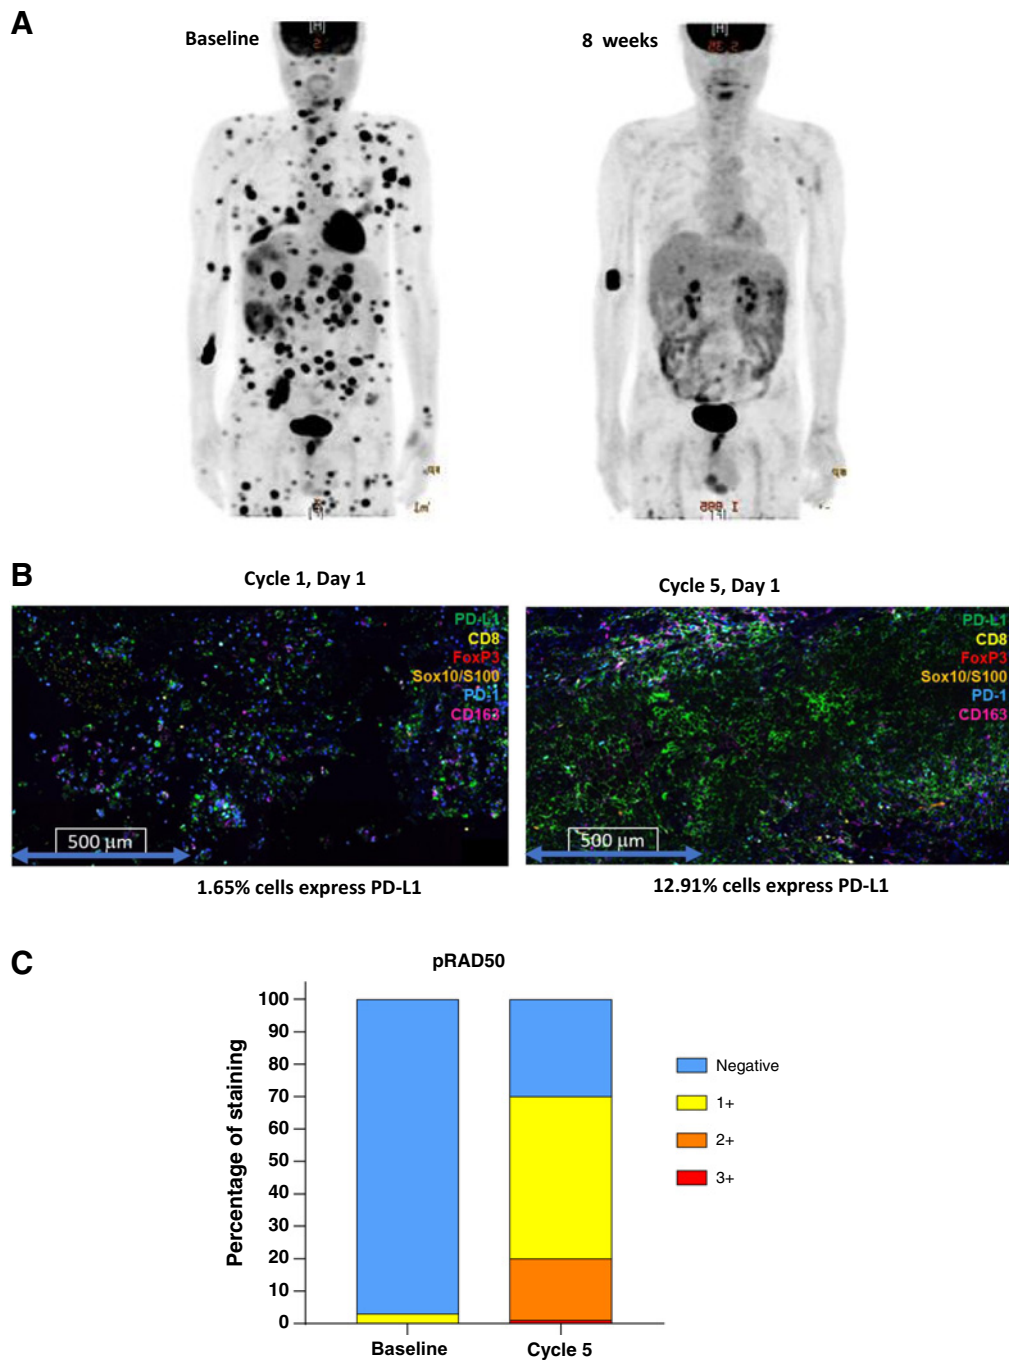 A
Baseline
8 weeks
[H]
[H]
B
Cycle 1, Day 1
Cycle 5, Day 1
PD-L1
CD8
FoxP3
Sox10/S100
PD-1
CD163
500 µm
PD-L1
CD8
FoxP3
Sox10/S100
PD-1
CD163
500 µm
1.65% cells express PD-L1
12.91% cells express PD-L1
C
pRAD50
Percentage of staining
100
90
80
70
60
50
40
30
20
10
0
Baseline
Cycle 5
Negative
1+
2+
3+